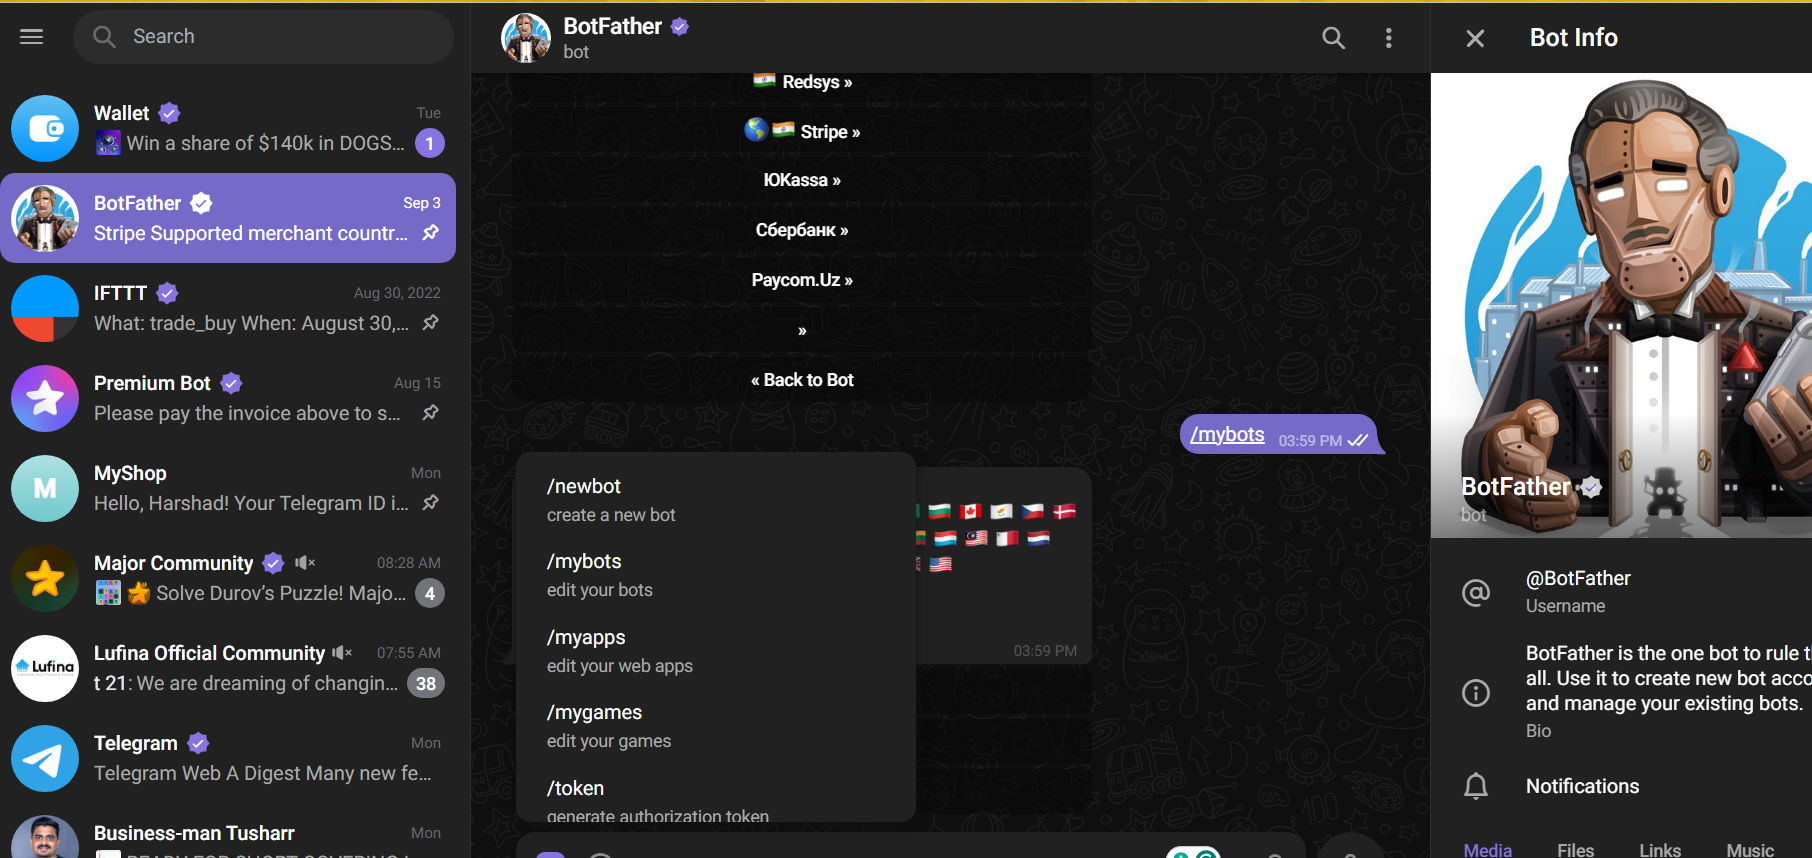 Search
Wallet
Tue
Win a share of $140k in DOGS...
1
BotFather
Sep 3
Stripe Supported merchant countr...
IFTTT
Aug 30, 2022
What: trade_buy When: August 30,...
Premium Bot
Aug 15
Please pay the invoice above to s...
M
MyShop
Mon
Hello, Harshad! Your Telegram ID i...
Major Community
08:28 AM
Solve Durov’s Puzzle! Majo...
4
Lufina
Lufina Official Community
07:55 AM
t 21: We are dreaming of changin...
38
Telegram
Mon
Telegram Web A Digest Many new fe...
Business-man Tusharr
Mon
BotFather
bot
Redsys »
Stripe »
ЮKassa »
Сбербанк »
Paycom.Uz »
»
« Back to Bot
/mybots 03:59 PM
/newbot
create a new bot
/mybots
edit your bots
/myapps
edit your web apps
/mygames
edit your games
/token
generate authorization token
03:59 PM
Bot Info
BotFather
bot
@BotFather
Username
BotFather is the one bot to rule
all. Use it to create new bot acco
and manage your existing bots.
Bio
Notifications
Media Files Links Music